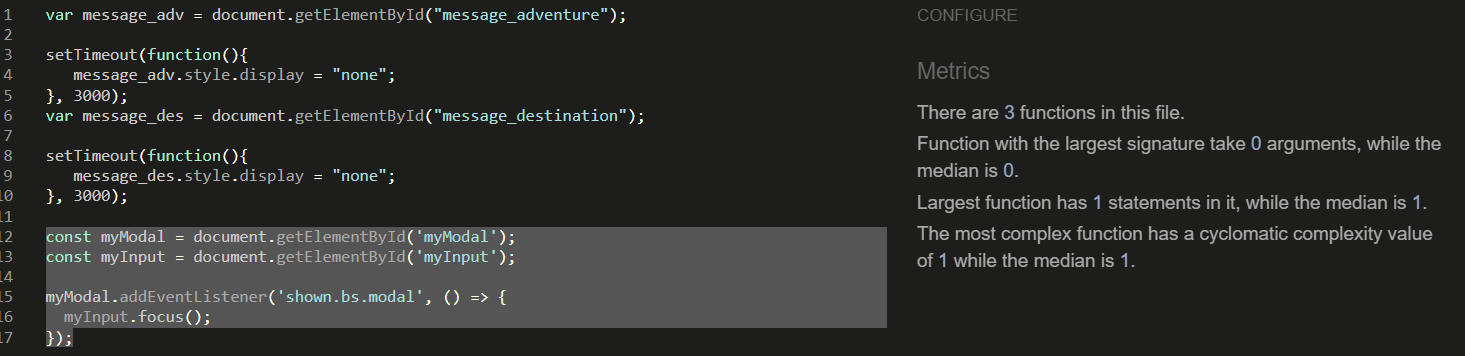 1 var message_adv = document.getElementById("message_adventure");
2
3 setTimeout(function(){
4 message_adv.style.display = "none";
5 }, 3000);
6 var message_des = document.getElementById("message_destination");
7
8 setTimeout(function(){
9 message_des.style.display = "none";
10 }, 3000);
11
12 const myModal = document.getElementById('myModal');
13 const myInput = document.getElementById('myInput');
14
15 myModal.addEventListener('shown.bs.modal', () => {
16 myInput.focus();
17 });
CONFIGURE
Metrics
There are 3 functions in this file.
Function with the largest signature take 0 arguments, while the
median is 0.
Largest function has 1 statements in it, while the median is 1.
The most complex function has a cyclomatic complexity value
of 1 while the median is 1.